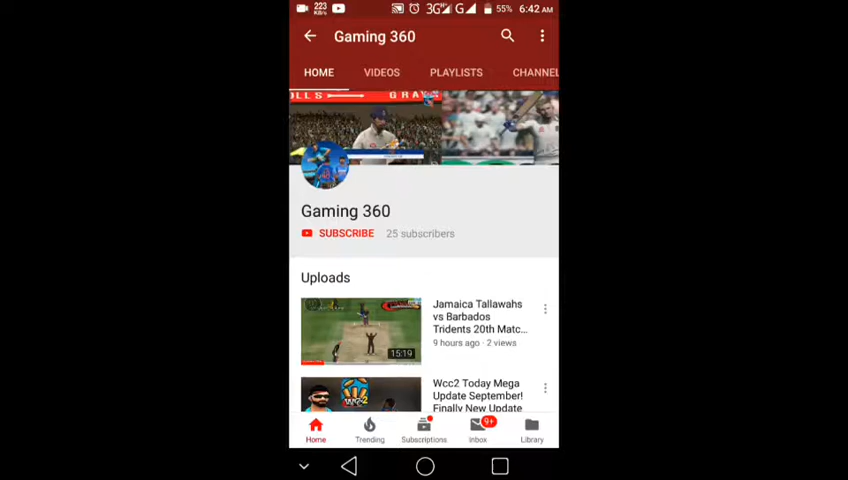 223
KB/s
3G
G
55%
6:42 AM
Gaming 360
HOME
VIDEOS
PLAYLISTS
CHANNEL
Gaming 360
SUBSCRIBE
25 subscribers
Uploads
Jamaica Tallawahs
vs Barbados
Tridents 20th Matc...
9 hours ago · 2 views
15:19
Wcc2 Today Mega
Update September!
Finally New Update
Home
Trending
Subscriptions
9+
Inbox
Library